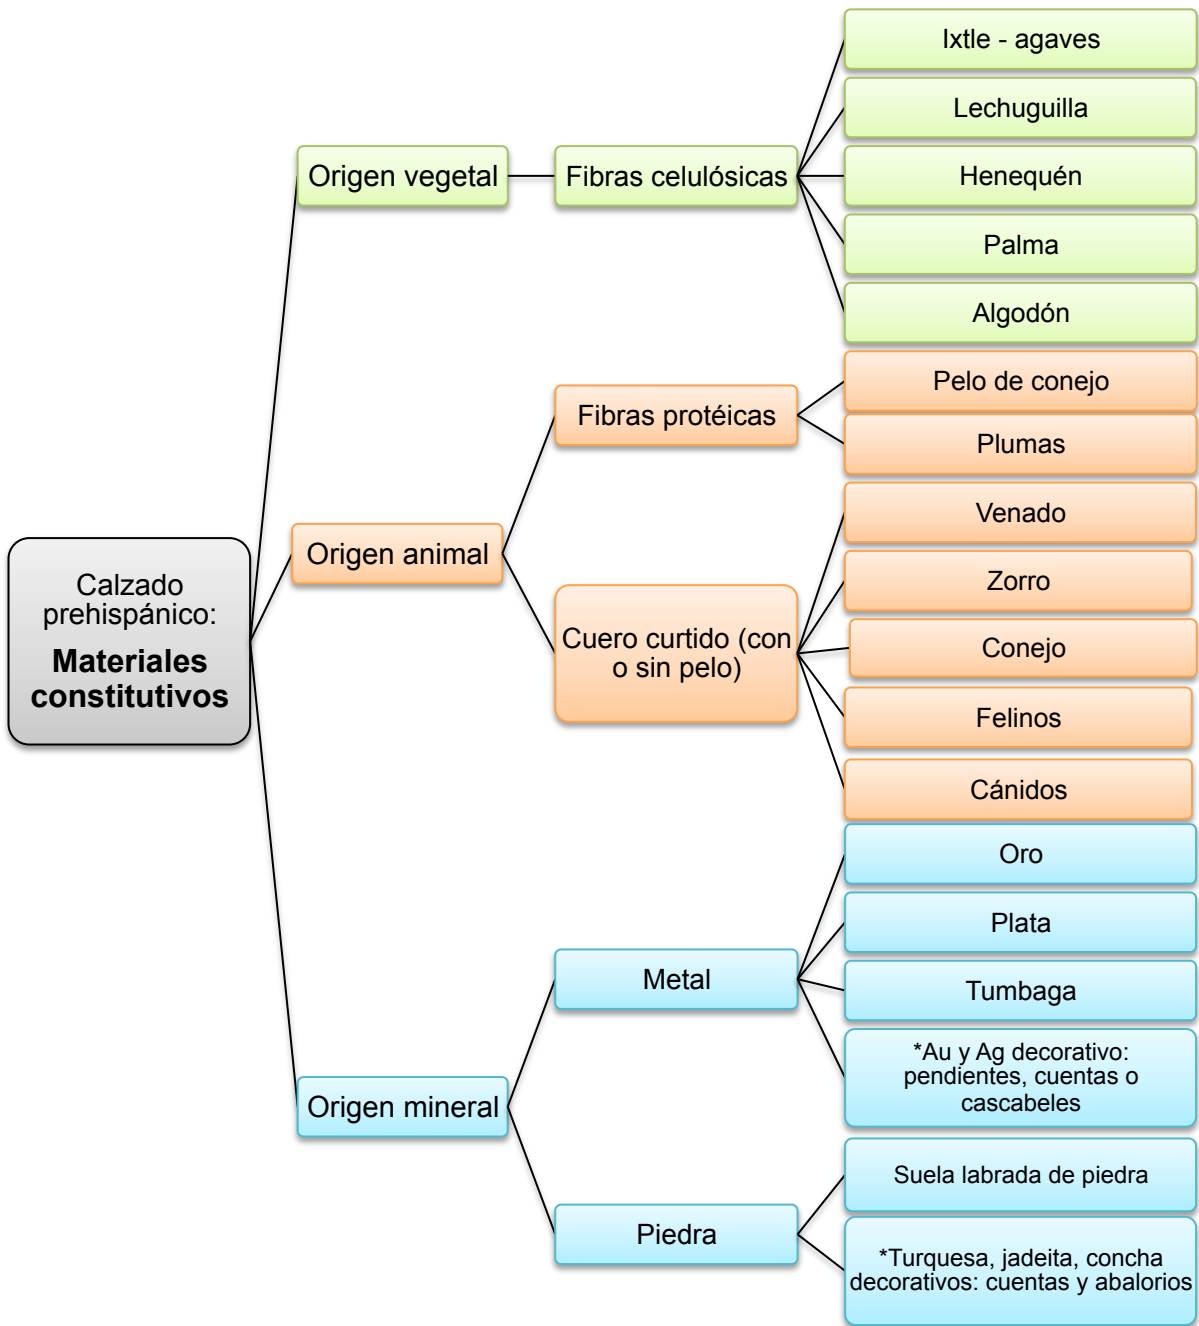 Calzado
prehispánico:
Materiales
constitutivos
Origen vegetal
Fibras celulósicas
Ixtle - agaves
Lechuguilla
Henequén
Palma
Algodón
Origen animal
Fibras protéicas
Pelo de conejo
Plumas
Cuero curtido (con
o sin pelo)
Venado
Zorro
Conejo
Felinos
Cánidos
Origen mineral
Metal
Oro
Plata
Tumbaga
*Au y Ag decorativo:
pendientes, cuentas o
cascabeles
Piedra
Suela labrada de piedra
*Turquesa, jadeita, concha
decorativos: cuentas y abalorios